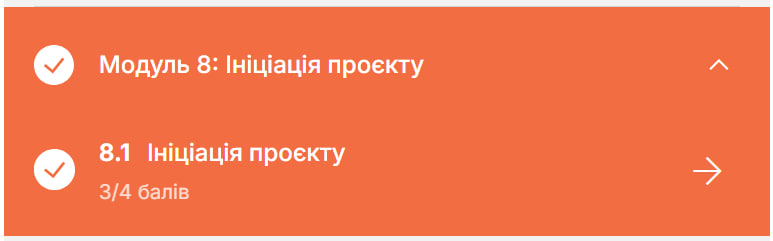 Модуль 8: Ініціація проєкту
8.1 Ініціація проєкту
3/4 балів